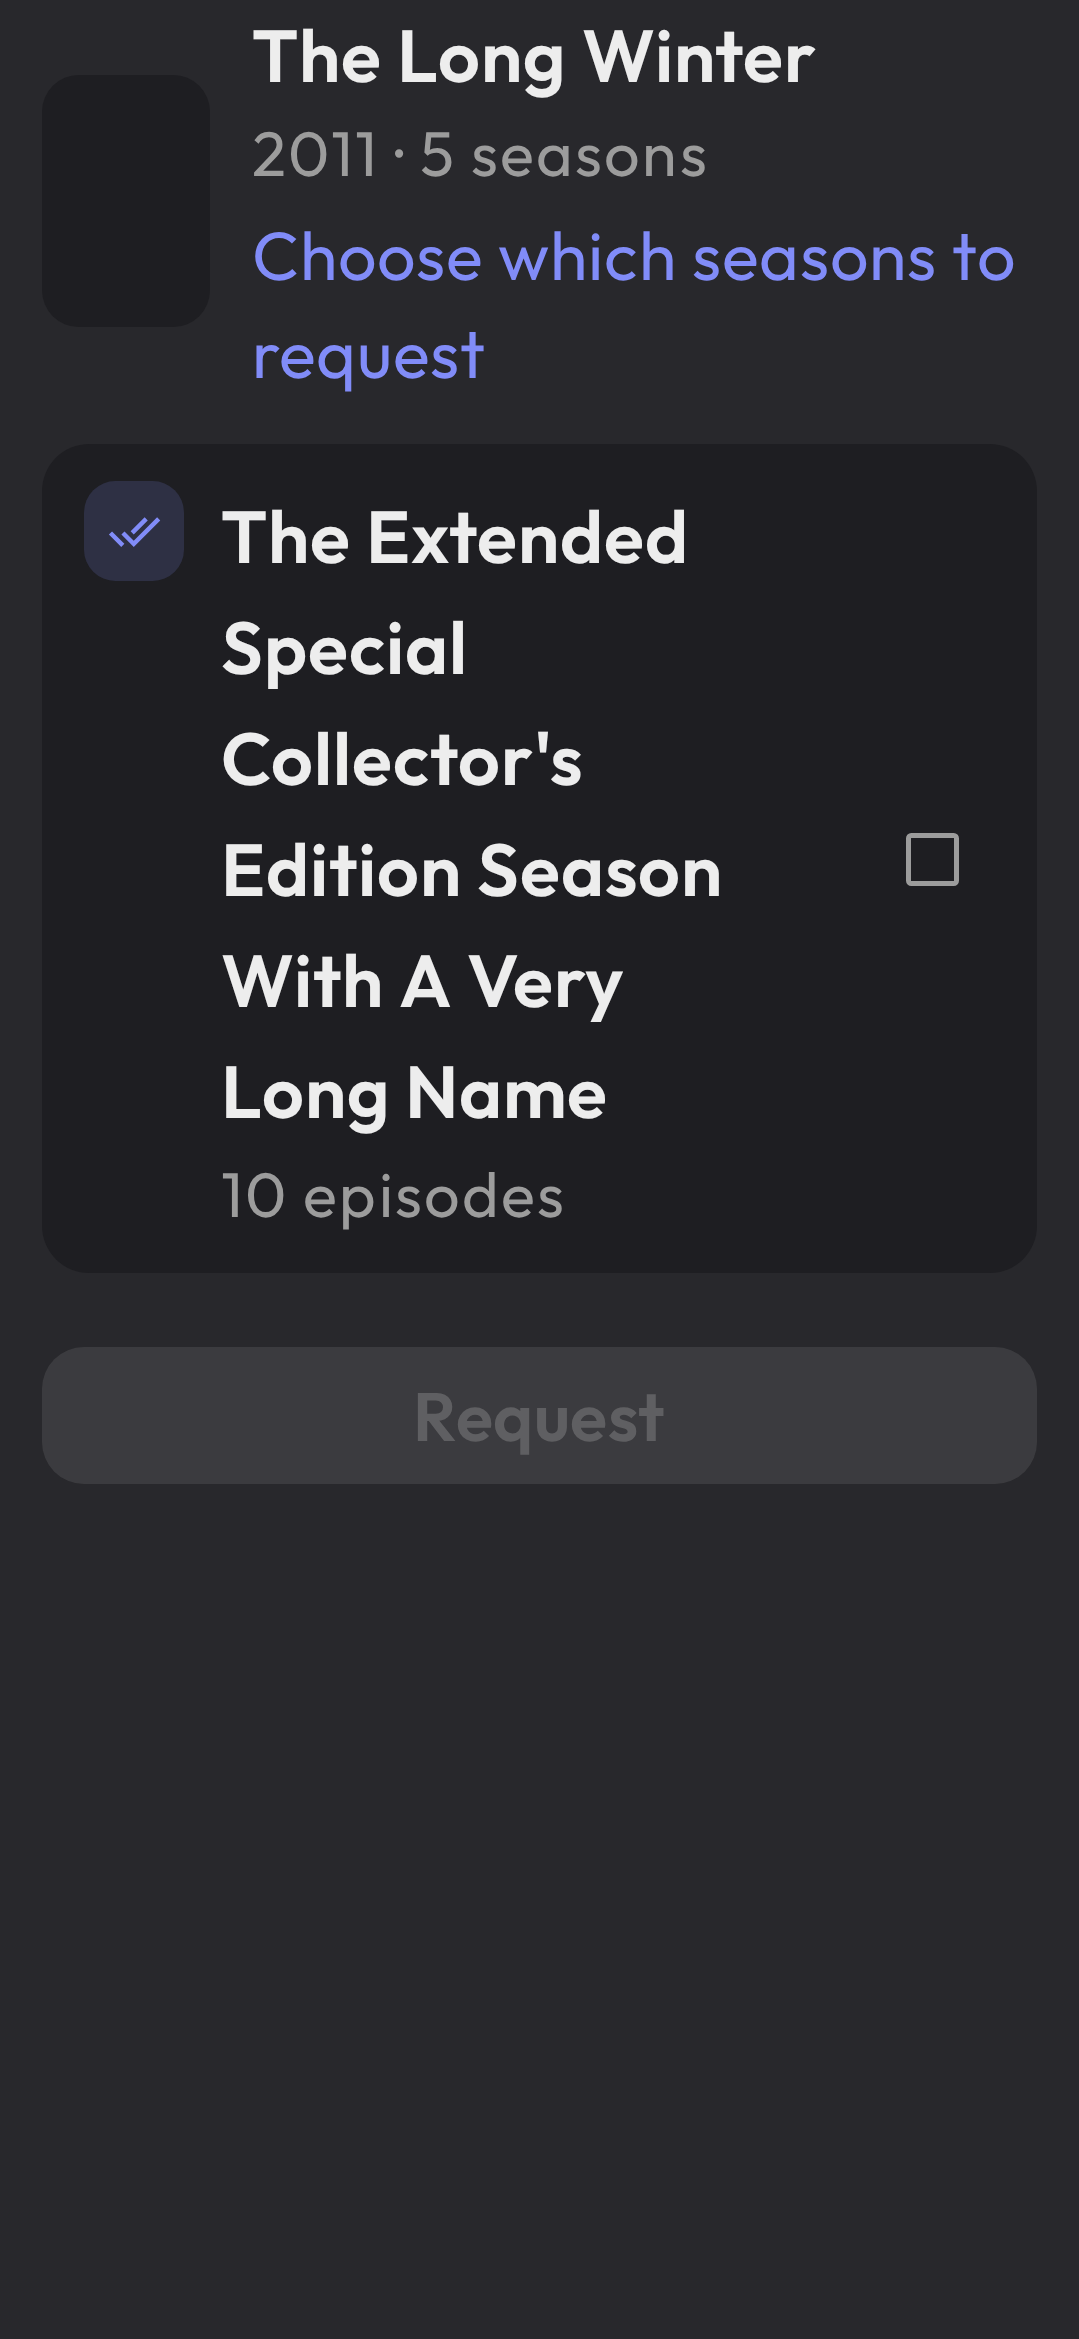 The Long Winter
2011 · 5 seasons
Choose which seasons to
request
The Extended
Special
Collector's
Edition Season
With A Very
Long Name
10 episodes
Request